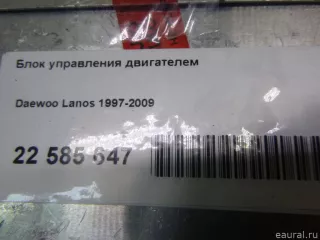 Блок управления двигателем
Daewoo Lanos 1997-2009
22 585 647
eaural.ru